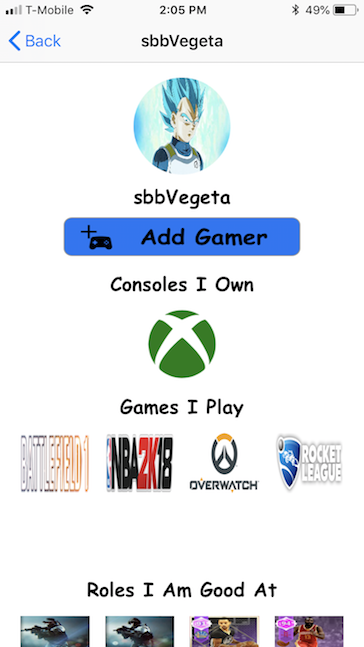 T-Mobile 2:05 PM 49%
Back sbbVegeta
sbbVegeta
Add Gamer
Consoles I Own
Games I Play
BATTLEFIELD 1 NBA2K18 OVERWATCH ROCKET LEAGUE
Roles I Am Good At